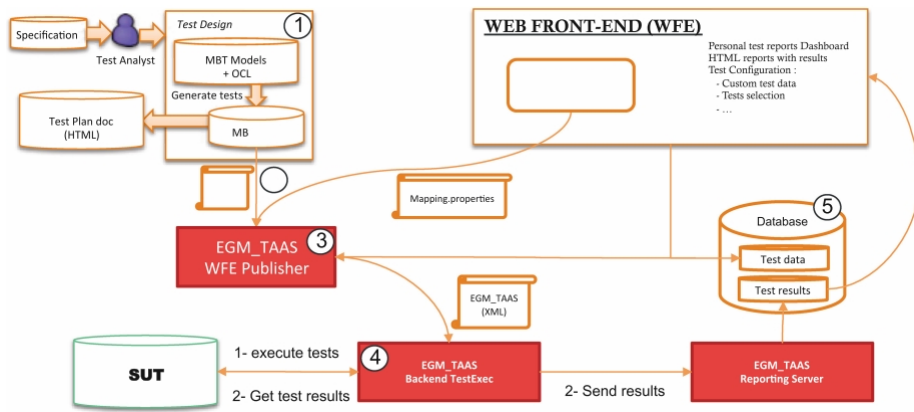 Test Design
1
Specification
Test Analyst
MBT Models
+ OCL
Generate tests
Test Plan doc
(HTML)
MB
WEB FRONT-END (WFE)
Personal test reports Dashboard
HTML reports with results
Test Configuration :
- Custom test data
- Tests selection
- ...
Mapping.properties
EGM_TAAS
WFE Publisher
3
5
Database
Test data
Test results
EGM_TAAS
(XML)
SUT
1- execute tests
2- Get test results
4
EGM_TAAS
Backend TestExec
2- Send results
EGM_TAAS
Reporting Server